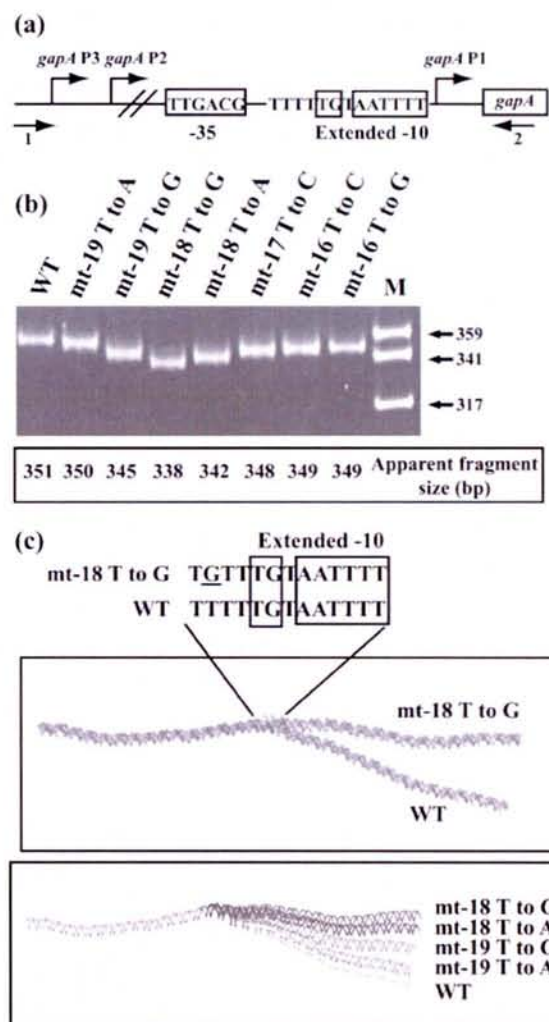 (a)
gapA P3 gapA P2 gapA P1
TTGACG TTTTTGTAATTTT gapA
1 -35 Extended -10 2
(b)
WT
mt-19 T to A
mt-19 T to G
mt-18 T to G
mt-18 T to A
mt-17 T to C
mt-16 T to C
mt-16 T to G
M
359
341
317
351 350 345 338 342 348 349 349 Apparent fragment
size (bp)
(c)
Extended -10
mt-18 T to G TGTTTGTAATTTT
WT TTTTTGTAATTTT
mt-18 T to G
WT
mt-18 T to G
mt-18 T to A
mt-19 T to G
mt-19 T to A
WT